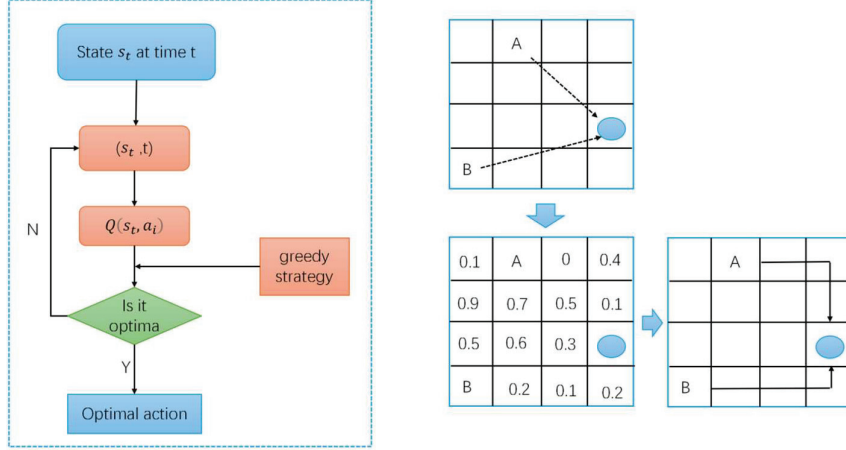 State s_t at time t
(s_t ,t)
Q(s_t, a_i)
N
greedy
strategy
Is it
optima
Y
Optimal action
A
B
0.1 A 0 0.4
0.9 0.7 0.5 0.1
0.5 0.6 0.3
B 0.2 0.1 0.2
A
B